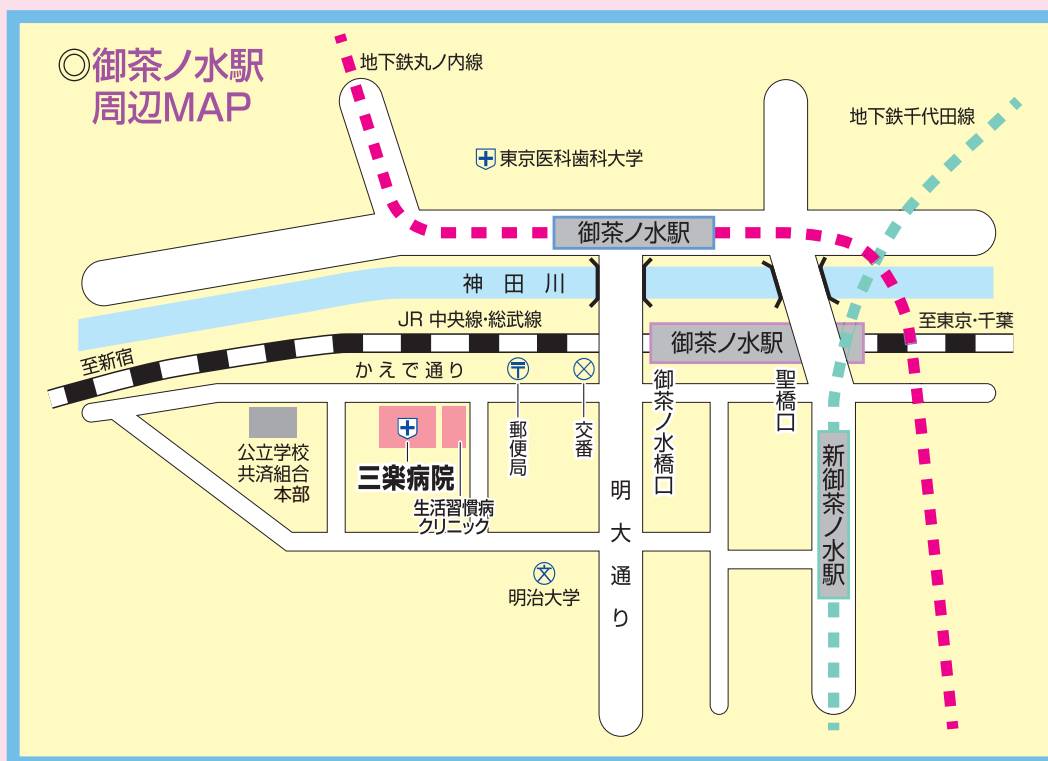 ◎御茶ノ水駅
周辺MAP
地下鉄丸ノ内線
地下鉄千代田線
東京医科歯科大学
御茶ノ水駅
神田川
JR 中央線・総武線
至東京・千葉
御茶ノ水駅
至新宿
かえで通り
〒
御茶ノ水橋口
聖橋口
郵便局
交番
公立学校
共済組合
本部
三楽病院
生活習慣病
クリニック
新御茶ノ水駅
明大通り
文
明治大学